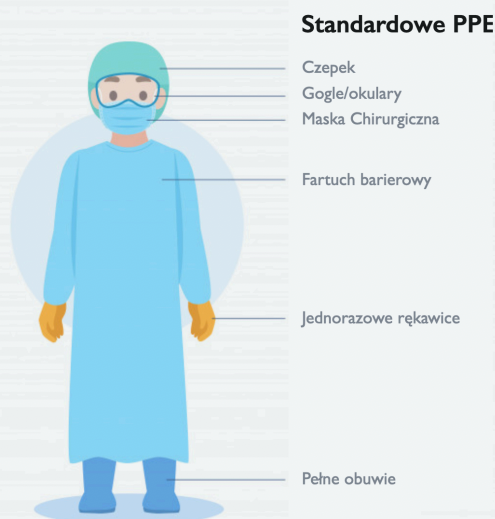 Standardowe PPE
Czepek
Gogle/okulary
Maska Chirurgiczna
Fartuch barierowy
Jednorazowe rękawice
Pełne obuwie